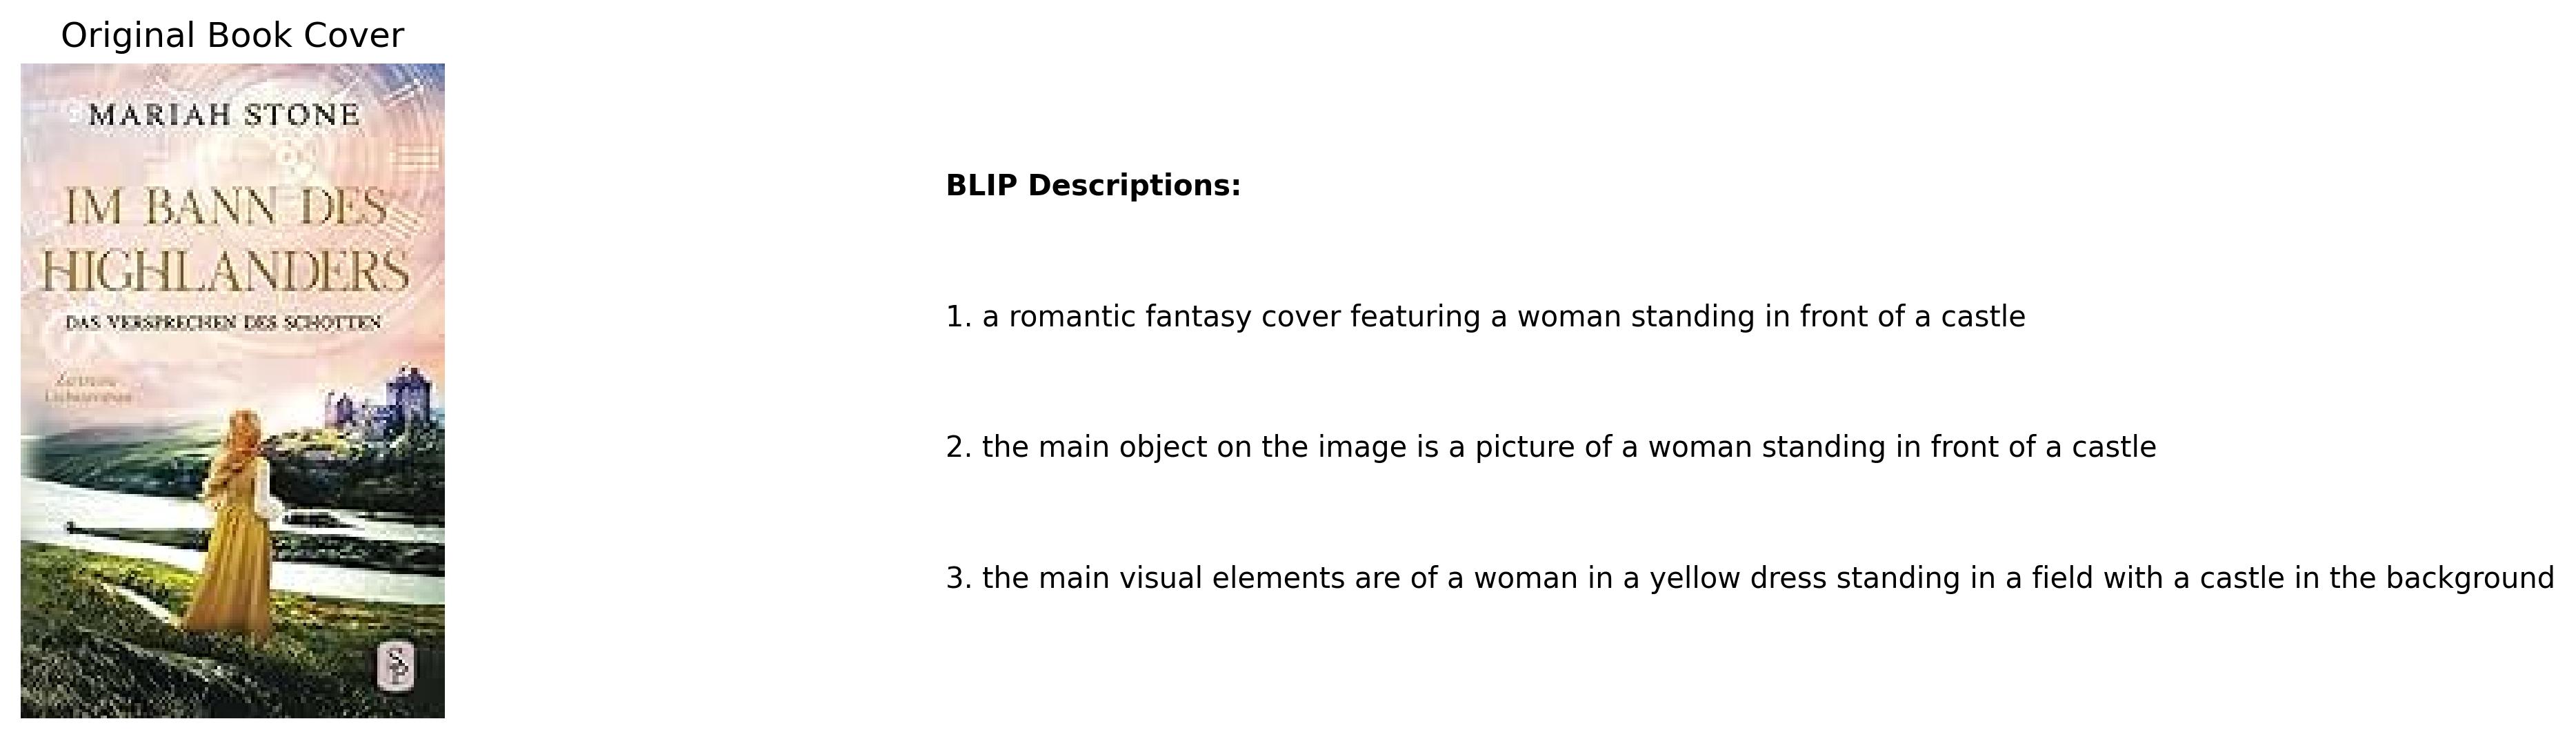 Original Book Cover
MARIAH STONE
IM BANN DES
HIGHLANDERS
DAS VERSPRECHEN DES SCHOTTEN
SP
BLIP Descriptions:
1. a romantic fantasy cover featuring a woman standing in front of a castle
2. the main object on the image is a picture of a woman standing in front of a castle
3. the main visual elements are of a woman in a yellow dress standing in a field with a castle in the background